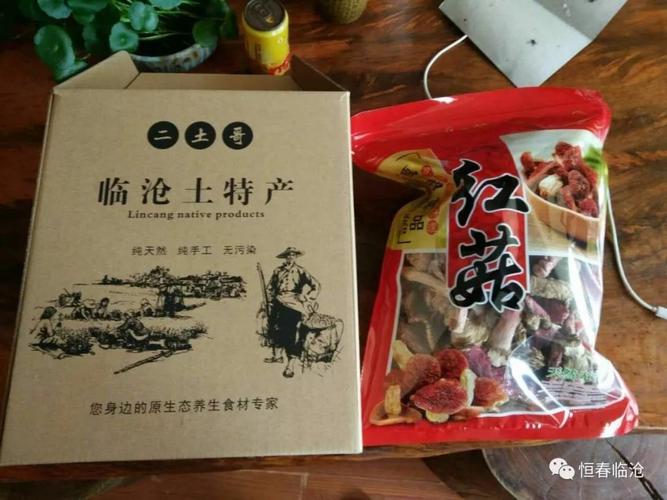 二土哥
临沧土特产
Lincang native products
纯天然 纯手工 无污染
您身边的原生态养生食材专家
红菇
品
恒春临沧